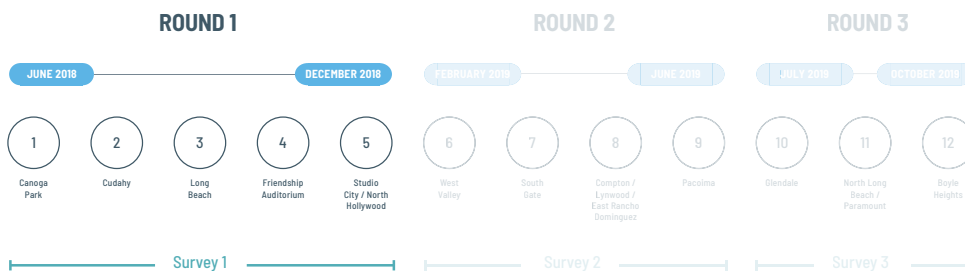 ROUND 1
ROUND 2
ROUND 3
JUNE 2018
DECEMBER 2018
FEBRUARY 2019
JUNE 2019
JULY 2019
OCTOBER 2019
1
2
3
4
5
6
7
8
9
10
11
12
Canoga
Park
Cudahy
Long
Beach
Friendship
Auditorium
Studio
City / North
Hollywood
West
Valley
South
Gate
Compton /
Lynwood /
East Rancho
Dominguez
Pacoima
Glendale
North Long
Beach /
Paramount
Boyle
Heights
Survey 1
Survey 2
Survey 3